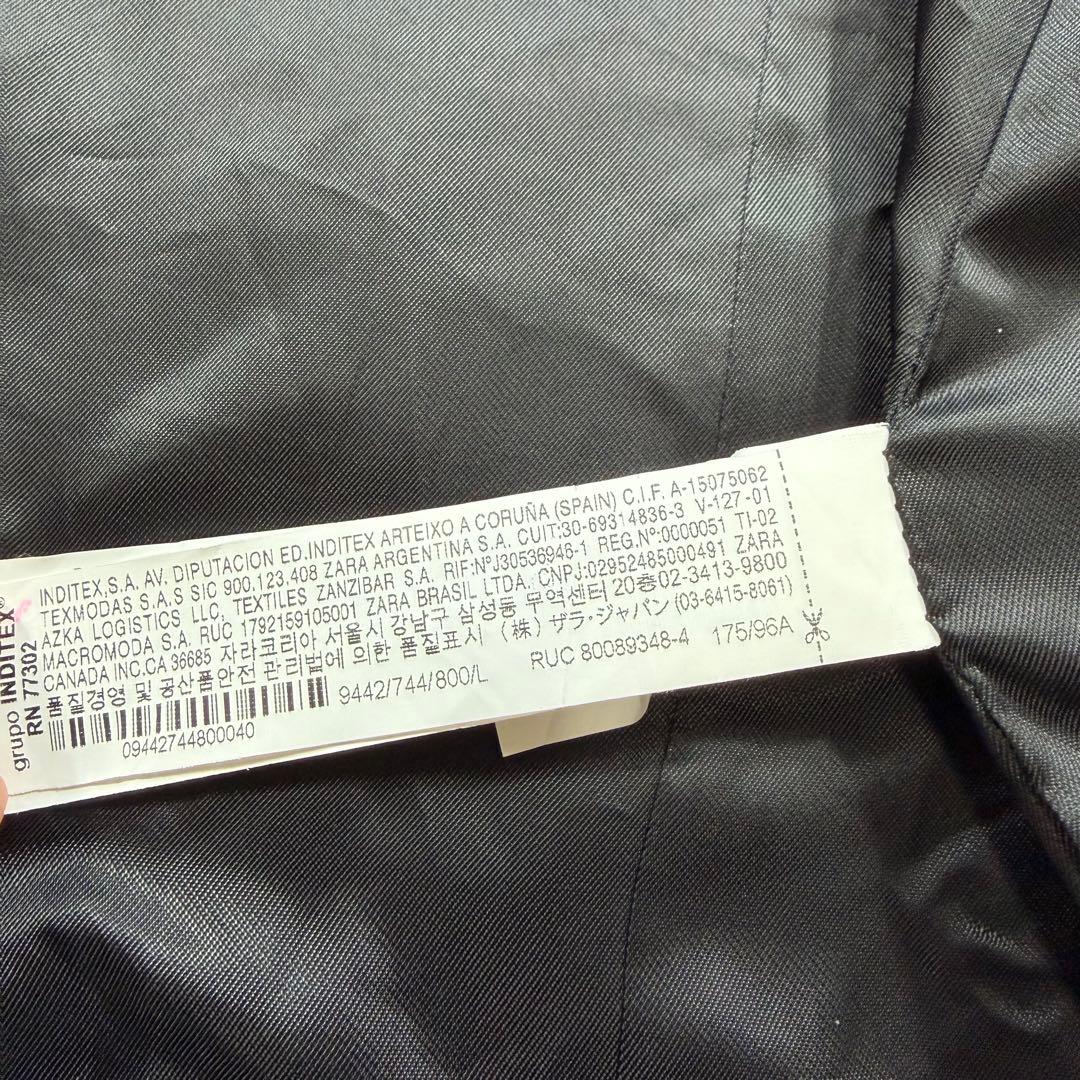 grupo INDITEX®
RN 77302
INDITEX,S.A. AV. DIPUTACION ED.INDITEX ARTEIXO A CORUÑA (SPAIN) C.I.F. A-15075062
TEXMODAS S.A.S SIC 900.123.408 ZARA ARGENTINA S.A. CUIT:30-69314836-3 V-127-01
AZKA LOGISTICS LLC, TEXTILES ZANZIBAR S.A. RIF:NºJ30536946-1 REG.Nº:0000051 TI-02
MACROMODA S.A. RUC 1792159105001 ZARA BRASIL LTDA. CNPJ:02952485000491 ZARA
CANADA INC.CA 36685 자라코리아 서울시 강남구 삼성동 무역센터 20층02-3413-9800
품질경영 및 공산품안전관리법에 의한 품질표시 (株) ザラ・ジャパン (03-6415-8061)
9442/744/800/L RUC 80089348-4 175/96A
09442744800040